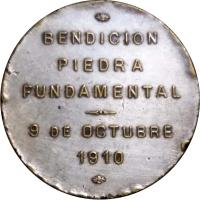 BENDICION
PIEDRA
FUNDAMENTAL
9 DE OCTUBRE
1910